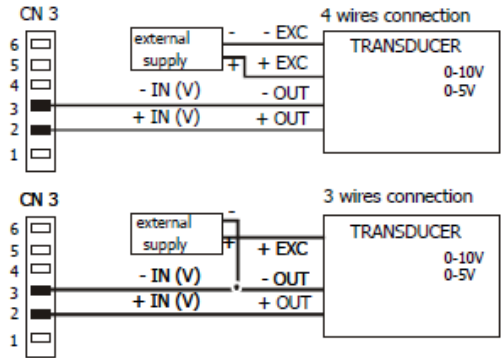 CN 3
4 wires connection
6
5
4
3
2
1
external
supply
-
+
- EXC
+ EXC
- IN (V)
- OUT
+ IN (V)
+ OUT
TRANSDUCER
0-10V
0-5V
CN 3
3 wires connection
6
5
4
3
2
1
external
supply
-
+
+ EXC
- IN (V)
- OUT
+ IN (V)
+ OUT
TRANSDUCER
0-10V
0-5V